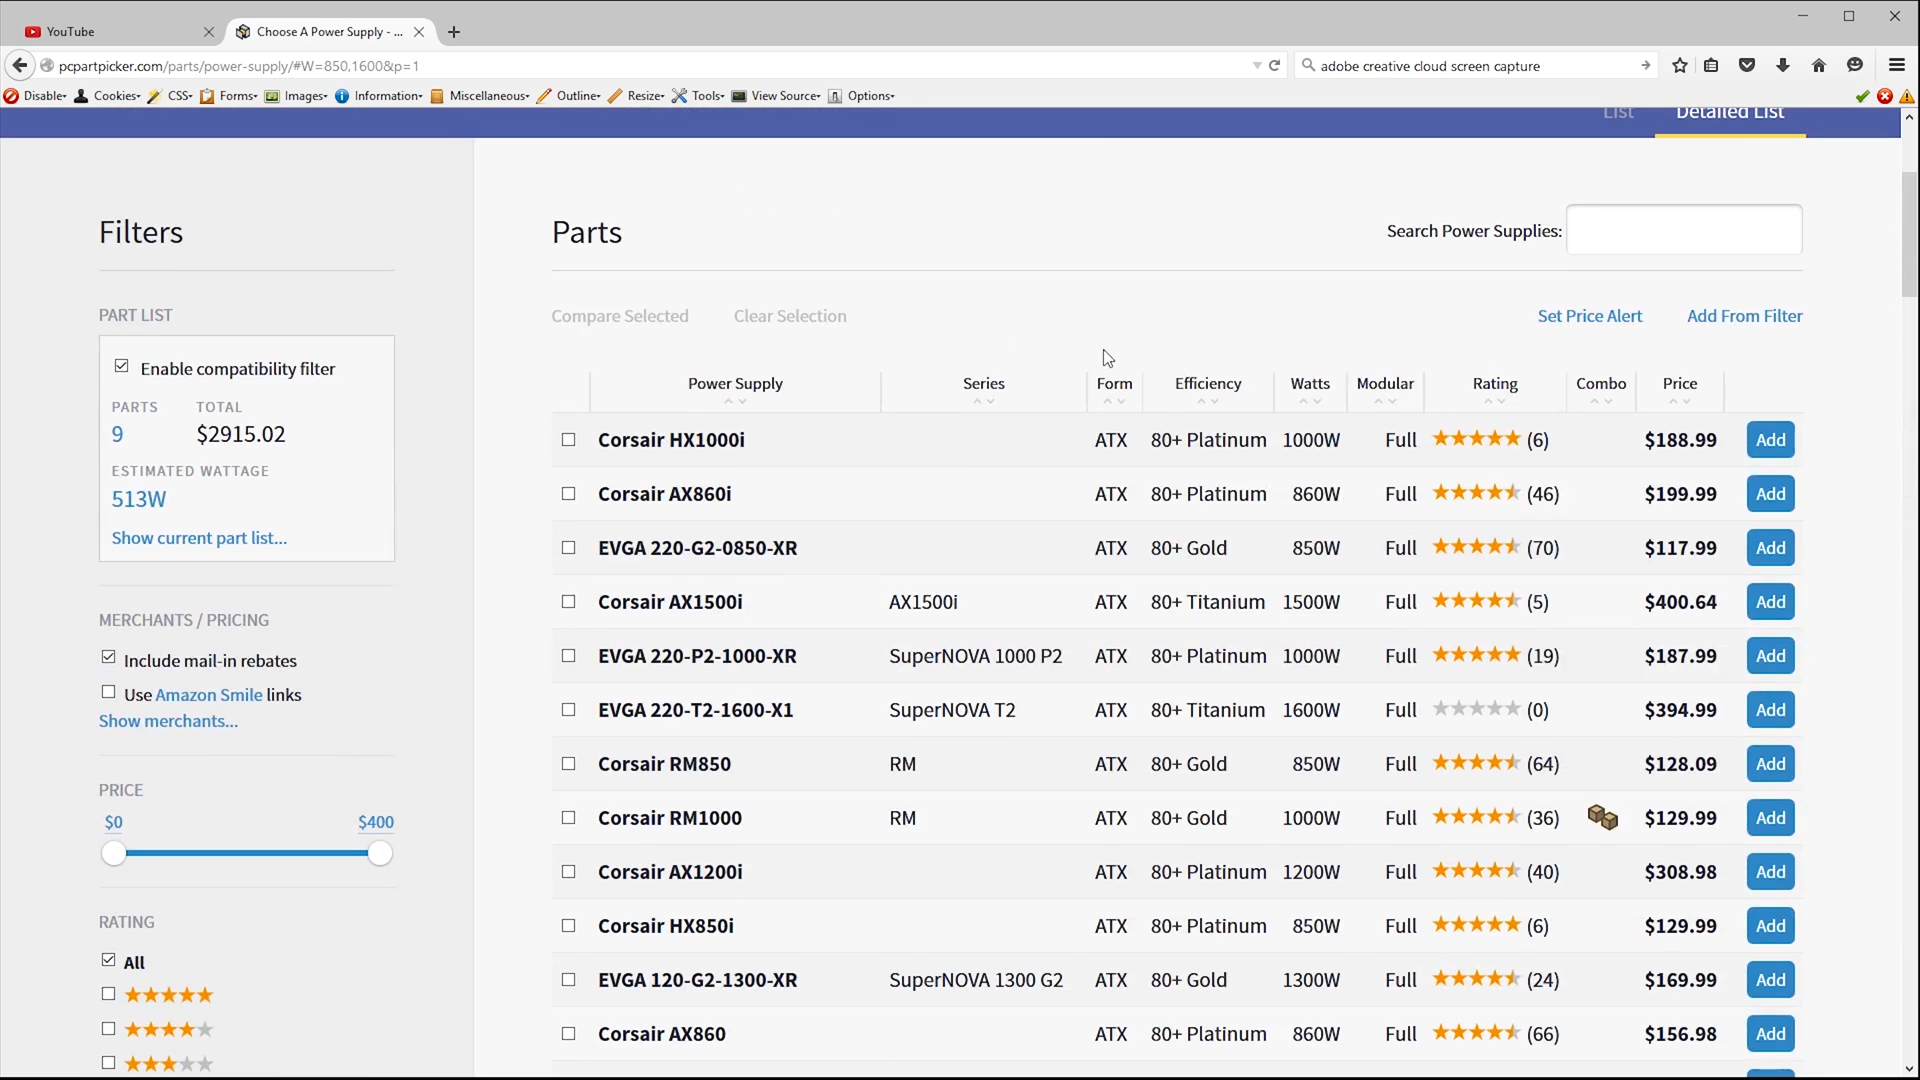 YouTube
Choose A Power Supply - ...
pcpartpicker.com/parts/power-supply/#W=850,1600&p=1
adobe creative cloud screen capture
Disable Cookies CSS Forms Images Information Miscellaneous Outline Resize Tools View Source Options
List Detailed List
Filters
PART LIST
Enable compatibility filter
PARTS TOTAL
9 $2915.02
ESTIMATED WATTAGE
513W
Show current part list...
MERCHANTS / PRICING
Include mail-in rebates
Use Amazon Smile links
Show merchants...
PRICE
$0 $400
RATING
All
Parts
Search Power Supplies:
Compare Selected Clear Selection Set Price Alert Add From Filter
Power Supply Series Form Efficiency Watts Modular Rating Combo Price
Corsair HX1000i ATX 80+ Platinum 1000W Full (6) $188.99 Add
Corsair AX860i ATX 80+ Platinum 860W Full (46) $199.99 Add
EVGA 220-G2-0850-XR ATX 80+ Gold 850W Full (70) $117.99 Add
Corsair AX1500i AX1500i ATX 80+ Titanium 1500W Full (5) $400.64 Add
EVGA 220-P2-1000-XR SuperNOVA 1000 P2 ATX 80+ Platinum 1000W Full (19) $187.99 Add
EVGA 220-T2-1600-X1 SuperNOVA T2 ATX 80+ Titanium 1600W Full (0) $394.99 Add
Corsair RM850 RM ATX 80+ Gold 850W Full (64) $128.09 Add
Corsair RM1000 RM ATX 80+ Gold 1000W Full (36) $129.99 Add
Corsair AX1200i ATX 80+ Platinum 1200W Full (40) $308.98 Add
Corsair HX850i ATX 80+ Platinum 850W Full (6) $129.99 Add
EVGA 120-G2-1300-XR SuperNOVA 1300 G2 ATX 80+ Gold 1300W Full (24) $169.99 Add
Corsair AX860 ATX 80+ Platinum 860W Full (66) $156.98 Add